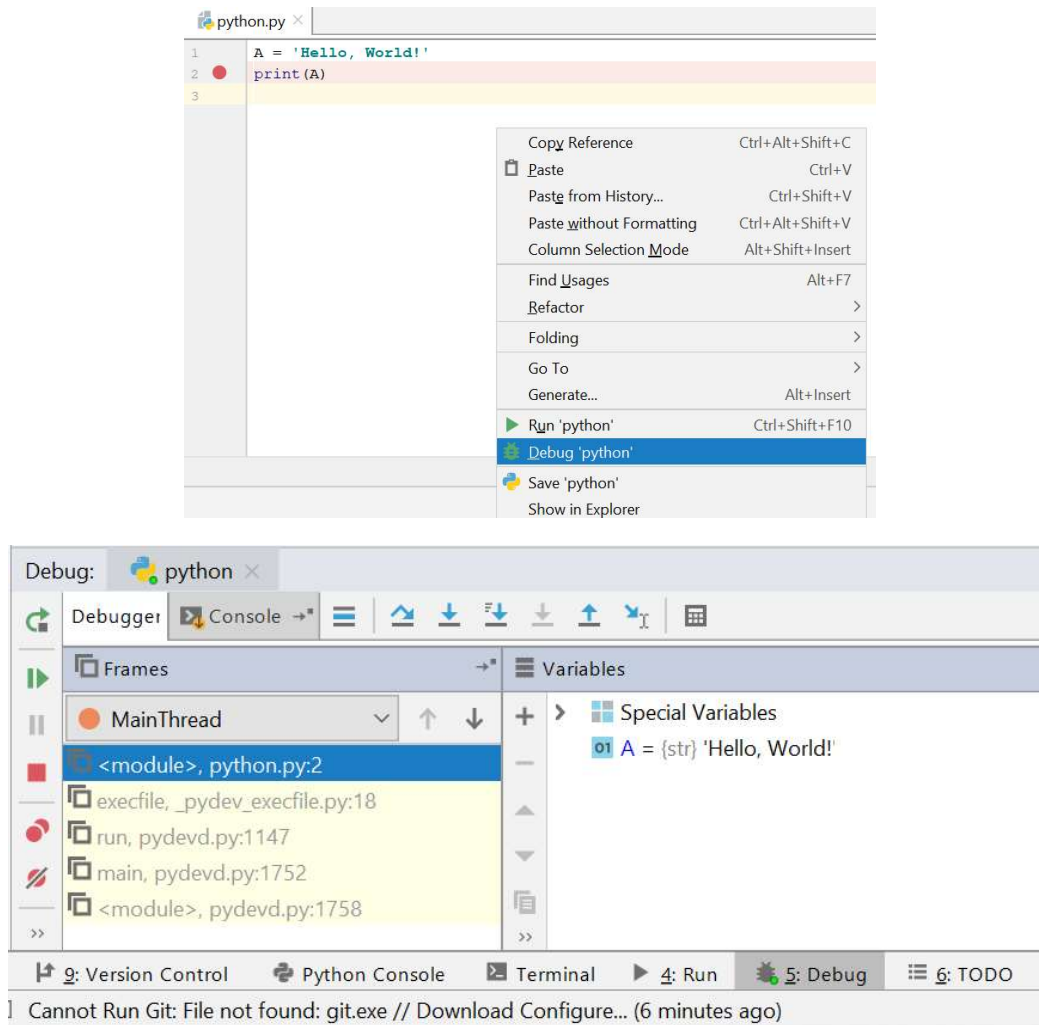 python.py
1 A = 'Hello, World!'
2 print(A)
3
Copy Reference Ctrl+Alt+Shift+C
Paste Ctrl+V
Paste from History... Ctrl+Shift+V
Paste without Formatting Ctrl+Alt+Shift+V
Column Selection Mode Alt+Shift+Insert
Find Usages Alt+F7
Refactor
Folding
Go To
Generate... Alt+Insert
Run 'python' Ctrl+Shift+F10
Debug 'python'
Save 'python'
Show in Explorer
Debug: python
Debugger Console
Frames Variables
MainThread Special Variables
01 A = {str} 'Hello, World!'
<module>, python.py:2
execfile, _pydev_execfile.py:18
run, pydevd.py:1147
main, pydevd.py:1752
<module>, pydevd.py:1758
9: Version Control Python Console Terminal 4: Run 5: Debug 6: TODO
Cannot Run Git: File not found: git.exe // Download Configure... (6 minutes ago)